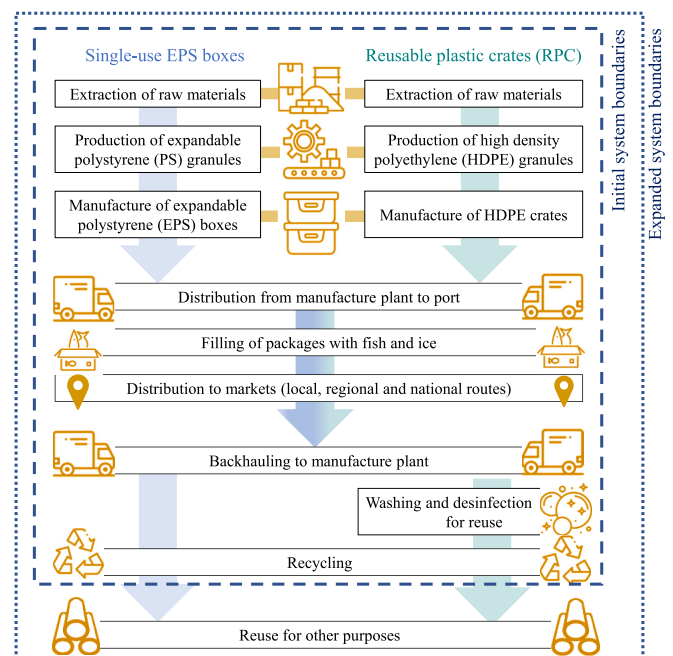 Single-use EPS boxes
Reusable plastic crates (RPC)
Extraction of raw materials
Extraction of raw materials
Production of expandable
polystyrene (PS) granules
Production of high density
polyethylene (HDPE) granules
Manufacture of expandable
polystyrene (EPS) boxes
Manufacture of HDPE crates
Distribution from manufacture plant to port
Filling of packages with fish and ice
Distribution to markets (local, regional and national routes)
Backhauling to manufacture plant
Washing and desinfection
for reuse
Recycling
Reuse for other purposes
Initial system boundaries
Expanded system boundaries